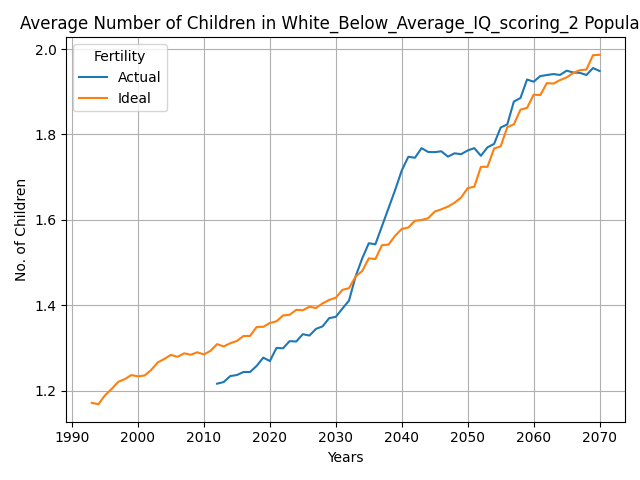 Average Number of Children in White_Below_Average_IQ_scoring_2 Popula
Fertility
Actual
Ideal
No. of Children
2.0
1.8
1.6
1.4
1.2
1990 2000 2010 2020 2030 2040 2050 2060 2070
Years